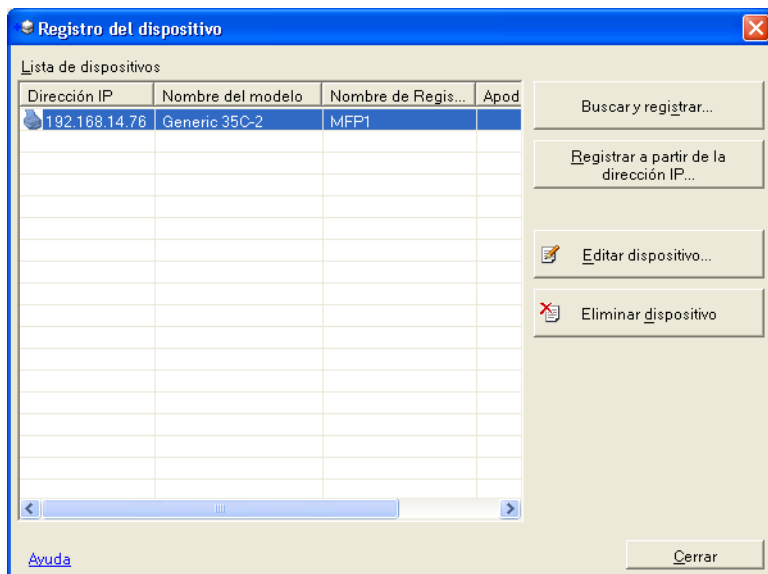 Registro del dispositivo
Lista de dispositivos
Dirección IP Nombre del modelo Nombre de Regis... Apod
192.168.14.76 Generic 35C-2 MFP1
Buscar y registrar...
Registrar a partir de la
dirección IP...
Editar dispositivo...
Eliminar dispositivo
Ayuda
Cerrar